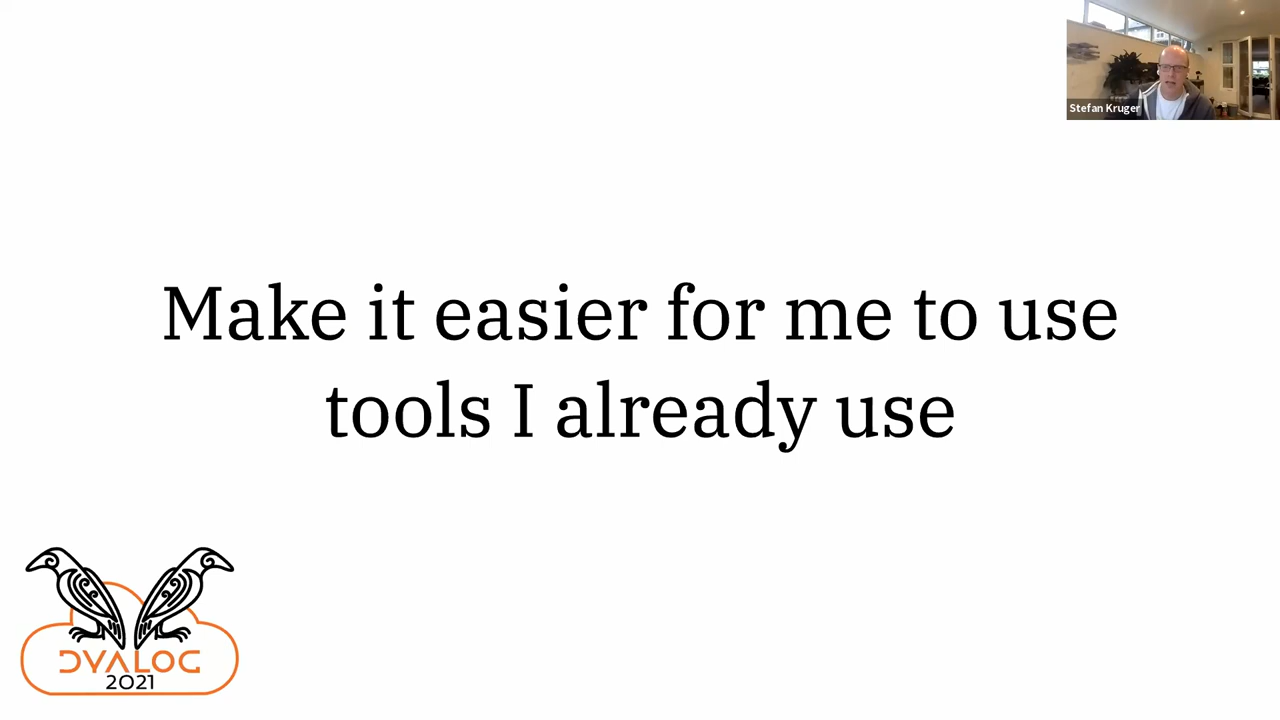 Stefan Kruger
Make it easier for me to use
tools I already use
DYALOG
2021